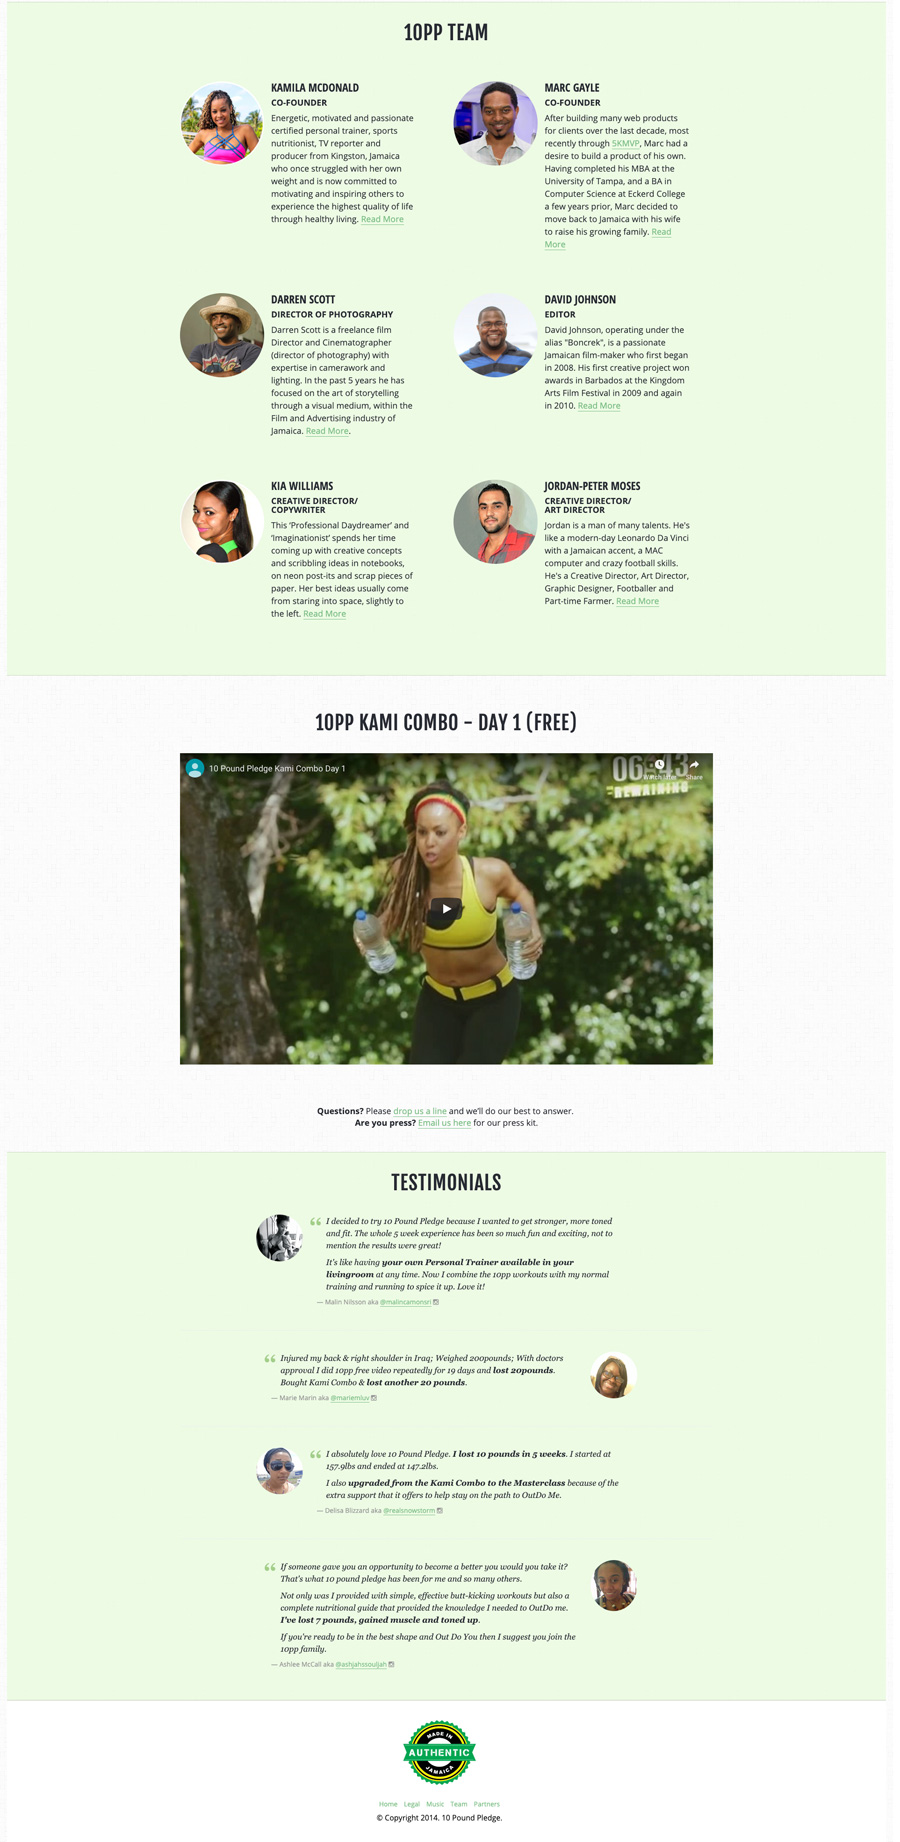 10PP TEAM
KAMILA MCDONALD
CO-FOUNDER
Energetic, motivated and passionate
certified personal trainer, sports
nutritionist, TV reporter and
producer from Kingston, Jamaica
who once struggled with her own
weight and is now committed to
motivating and inspiring others to
experience the highest quality of life
through healthy living. Read More
MARC GAYLE
CO-FOUNDER
After building many web products
for clients over the last decade, most
recently through 5KMVP, Marc had a
desire to build a product of his own.
Having completed his MBA at the
University of Tampa, and a BA in
Computer Science at Eckerd College
a few years prior, Marc decided to
move back to Jamaica with his wife
to raise his growing family. Read
More
DARREN SCOTT
DIRECTOR OF PHOTOGRAPHY
Darren Scott is a freelance film
Director and Cinematographer
(director of photography) with
expertise in camerawork and
lighting. In the past 5 years he has
focused on the art of storytelling
through a visual medium, within the
Film and Advertising industry of
Jamaica. Read More.
DAVID JOHNSON
EDITOR
David Johnson, operating under the
alias "Boncrek", is a passionate
Jamaican film-maker who first began
in 2008. His first creative project won
awards in Barbados at the Kingdom
Arts Film Festival in 2009 and again
in 2010. Read More
KIA WILLIAMS
CREATIVE DIRECTOR/
COPYWRITER
This 'Professional Daydreamer' and
'Imaginationist' spends her time
coming up with creative concepts
and scribbling ideas in notebooks,
on neon post-its and scrap pieces of
paper. Her best ideas usually come
from staring into space, slightly to
the left. Read More
JORDAN-PETER MOSES
CREATIVE DIRECTOR/
ART DIRECTOR
Jordan is a man of many talents. He's
like a modern-day Leonardo Da Vinci
with a Jamaican accent, a MAC
computer and crazy football skills.
He's a Creative Director, Art Director,
Graphic Designer, Footballer and
Part-time Farmer. Read More
10PP KAMI COMBO - DAY 1 (FREE)
10 Pound Pledge Kami Combo Day 1
06:43
Watch later Share
REMAINING
Questions? Please drop us a line and we'll do our best to answer.
Are you press? Email us here for our press kit.
TESTIMONIALS
“ I decided to try 10 Pound Pledge because I wanted to get stronger, more toned
and fit. The whole 5 week experience has been so much fun and exciting, not to
mention the results were great!
It's like having your own Personal Trainer available in your
livingroom at any time. Now I combine the 10pp workouts with my normal
training and running to spice it up. Love it!
— Malin Nilsson aka @malincamonsri
“ Injured my back & right shoulder in Iraq; Weighed 200pounds; With doctors
approval I did 10pp free video repeatedly for 19 days and lost 20pounds.
Bought Kami Combo & lost another 20 pounds.
— Marie Marin aka @mariemluv
“ I absolutely love 10 Pound Pledge. I lost 10 pounds in 5 weeks. I started at
157.9lbs and ended at 147.2lbs.
I also upgraded from the Kami Combo to the Masterclass because of the
extra support that it offers to help stay on the path to OutDo Me.
— Delisa Blizzard aka @realsnowstorm
“ If someone gave you an opportunity to become a better you would you take it?
That's what 10 pound pledge has been for me and so many others.
Not only was I provided with simple, effective butt-kicking workouts but also a
complete nutritional guide that provided the knowledge I needed to OutDo me.
I've lost 7 pounds, gained muscle and toned up.
If you're ready to be in the best shape and Out Do You then I suggest you join the
10pp family.
— Ashlee McCall aka @ashjahssouljah
MADE IN
AUTHENTIC
JAMAICA
Home Legal Music Team Partners
© Copyright 2014. 10 Pound Pledge.